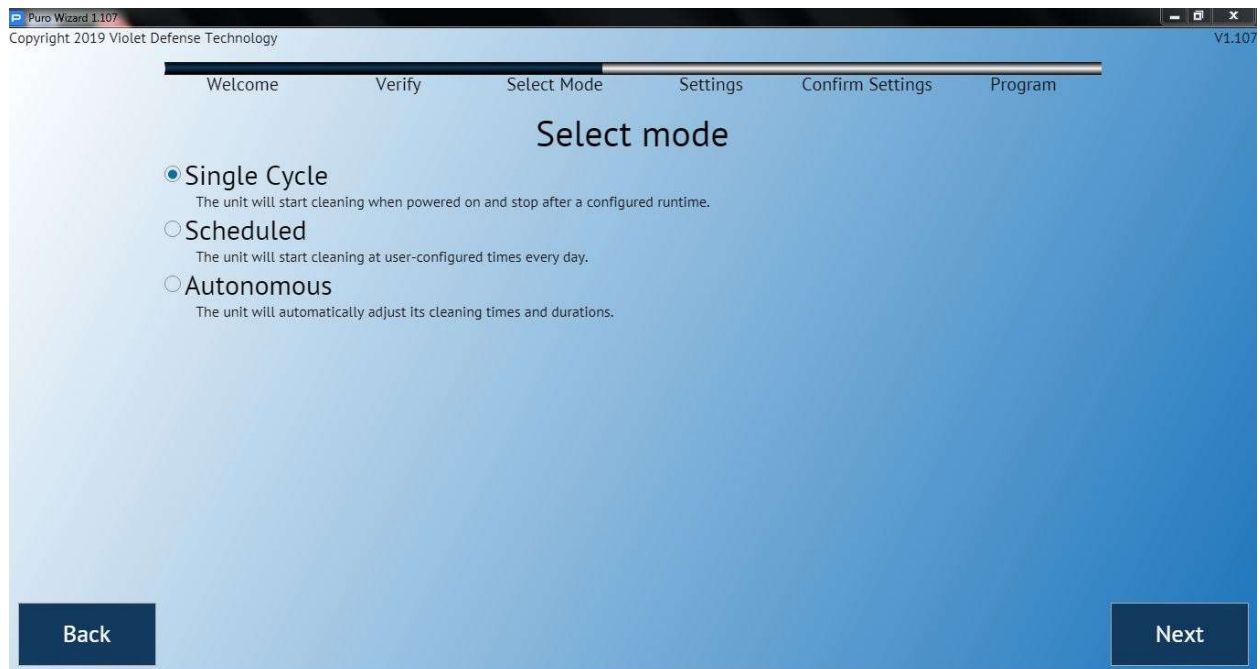 Puro Wizard 1.107
Copyright 2019 Violet Defense Technology V1.107
Welcome Verify Select Mode Settings Confirm Settings Program
Select mode
Single Cycle
The unit will start cleaning when powered on and stop after a configured runtime.
Scheduled
The unit will start cleaning at user-configured times every day.
Autonomous
The unit will automatically adjust its cleaning times and durations.
Back Next